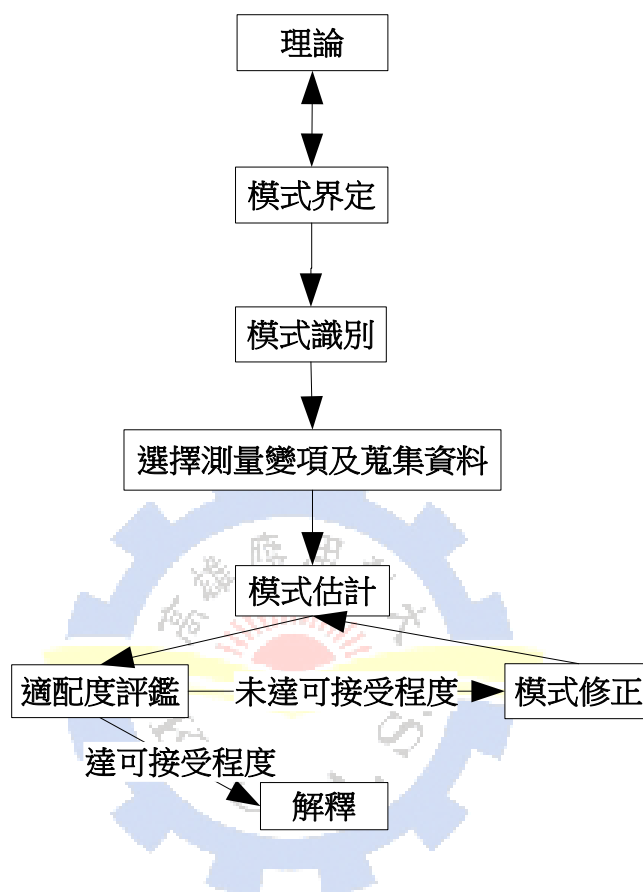 理論
模式界定
模式識別
選擇測量變項及蒐集資料
模式估計
適配度評鑑
未達可接受程度
模式修正
達可接受程度
解釋